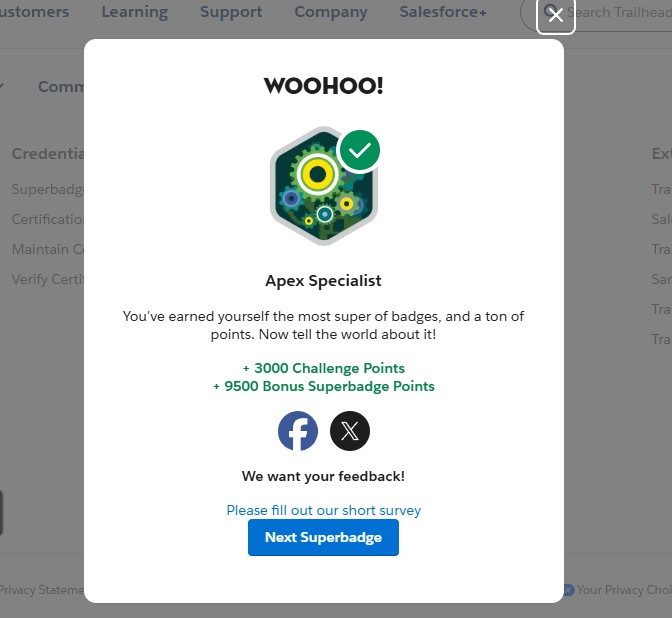 ustomers Learning Support Company Salesforce+ Search Trailhead
Comm
WOOHOO!
Credentia
Superbadg
Certificatio
Maintain C
Verify Certi
Ext
Tra
Sal
Tra
Sar
Tra
Tra
Apex Specialist
You've earned yourself the most super of badges, and a ton of
points. Now tell the world about it!
+ 3000 Challenge Points
+ 9500 Bonus Superbadge Points
We want your feedback!
Please fill out our short survey
Next Superbadge
Privacy Stateme
Your Privacy Choi